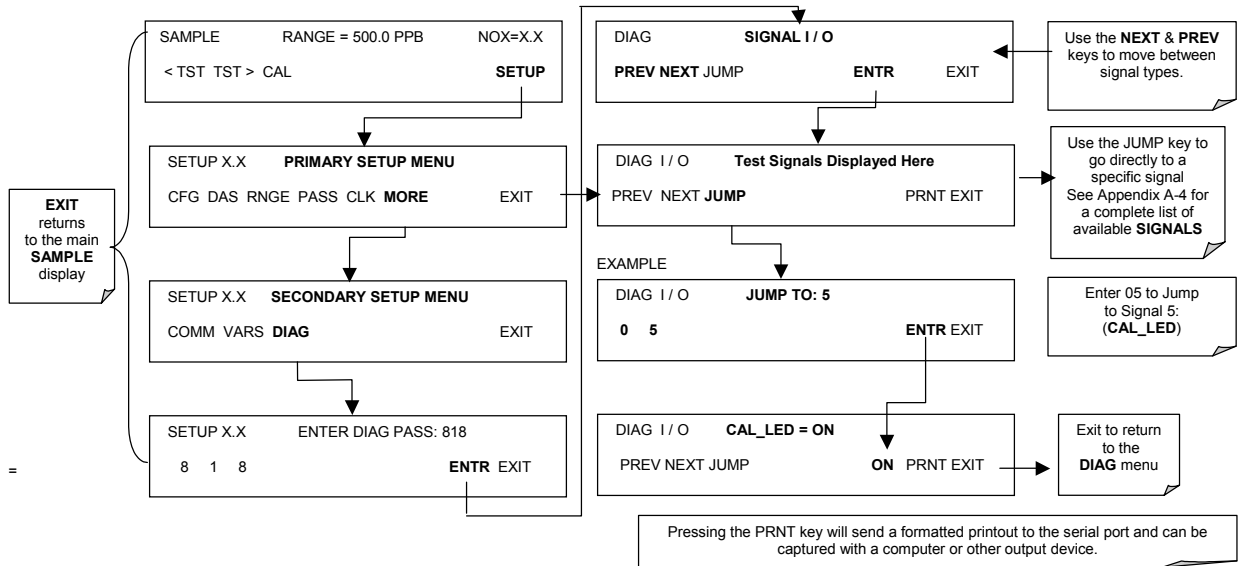 SAMPLE RANGE = 500.0 PPB NOX=X.X
< TST TST > CAL SETUP
SETUP X.X PRIMARY SETUP MENU
CFG DAS RNGE PASS CLK MORE EXIT
EXIT
returns
to the main
SAMPLE
display
SETUP X.X SECONDARY SETUP MENU
COMM VARS DIAG EXIT
SETUP X.X ENTER DIAG PASS: 818
8 1 8 ENTR EXIT
=
DIAG SIGNAL I / O
PREV NEXT JUMP ENTR EXIT
Use the NEXT & PREV
keys to move between
signal types.
DIAG I / O Test Signals Displayed Here
PREV NEXT JUMP PRNT EXIT
Use the JUMP key to
go directly to a
specific signal
See Appendix A-4 for
a complete list of
available SIGNALS
EXAMPLE
DIAG I / O JUMP TO: 5
0 5 ENTR EXIT
Enter 05 to Jump
to Signal 5:
(CAL_LED)
DIAG I / O CAL_LED = ON
PREV NEXT JUMP ON PRNT EXIT
Exit to return
to the
DIAG menu
Pressing the PRNT key will send a formatted printout to the serial port and can be
captured with a computer or other output device.